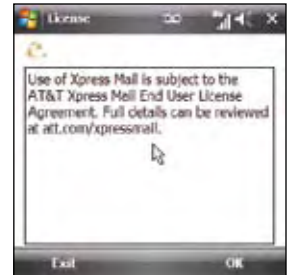 License
Use of Xpress Mail is subject to the
AT&T Xpress Mail End User License
Agreement. Full details can be reviewed
at att.com/xpressmail.
Exit
OK